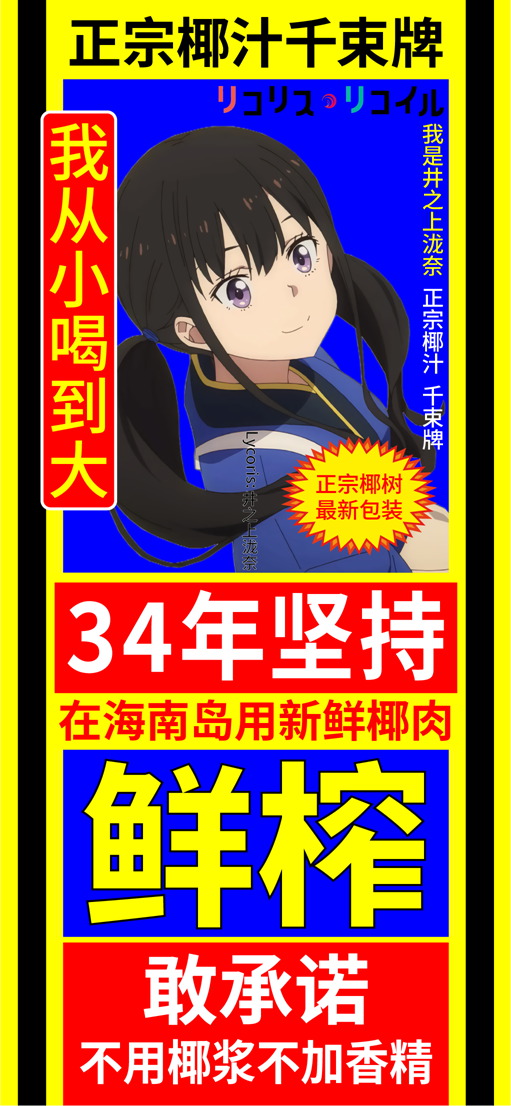 正宗椰汁千束牌
リコリス リコイル
我从小喝到大
我是井之上泷奈 正宗椰汁 千束牌
Lycoris:井之上泷奈
正宗椰树
最新包装
34年坚持
在海南岛用新鲜椰肉
鲜榨
敢承诺
不用椰浆不加香精